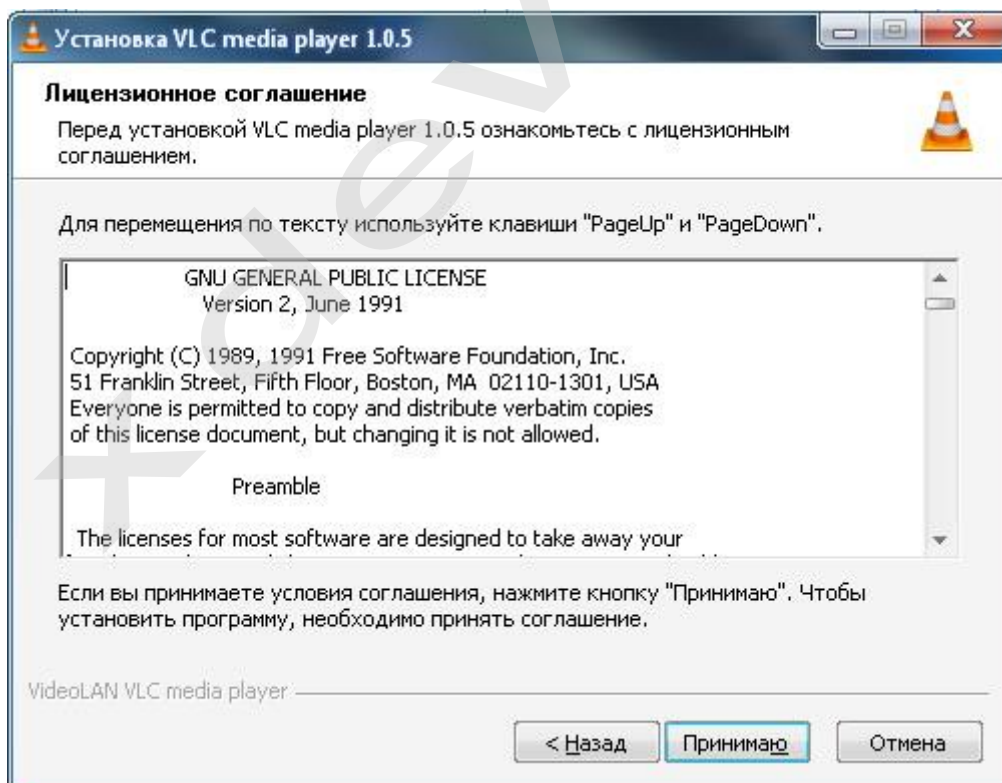 Установка VLC media player 1.0.5
Лицензионное соглашение
Перед установкой VLC media player 1.0.5 ознакомьтесь с лицензионным
соглашением.
Для перемещения по тексту используйте клавиши "PageUp" и "PageDown".
GNU GENERAL PUBLIC LICENSE
Version 2, June 1991
Copyright (C) 1989, 1991 Free Software Foundation, Inc.
51 Franklin Street, Fifth Floor, Boston, MA  02110-1301, USA
Everyone is permitted to copy and distribute verbatim copies
of this license document, but changing it is not allowed.
Preamble
The licenses for most software are designed to take away your
Если вы принимаете условия соглашения, нажмите кнопку "Принимаю". Чтобы
установить программу, необходимо принять соглашение.
VideoLAN VLC media player
< Назад Принимаю Отмена